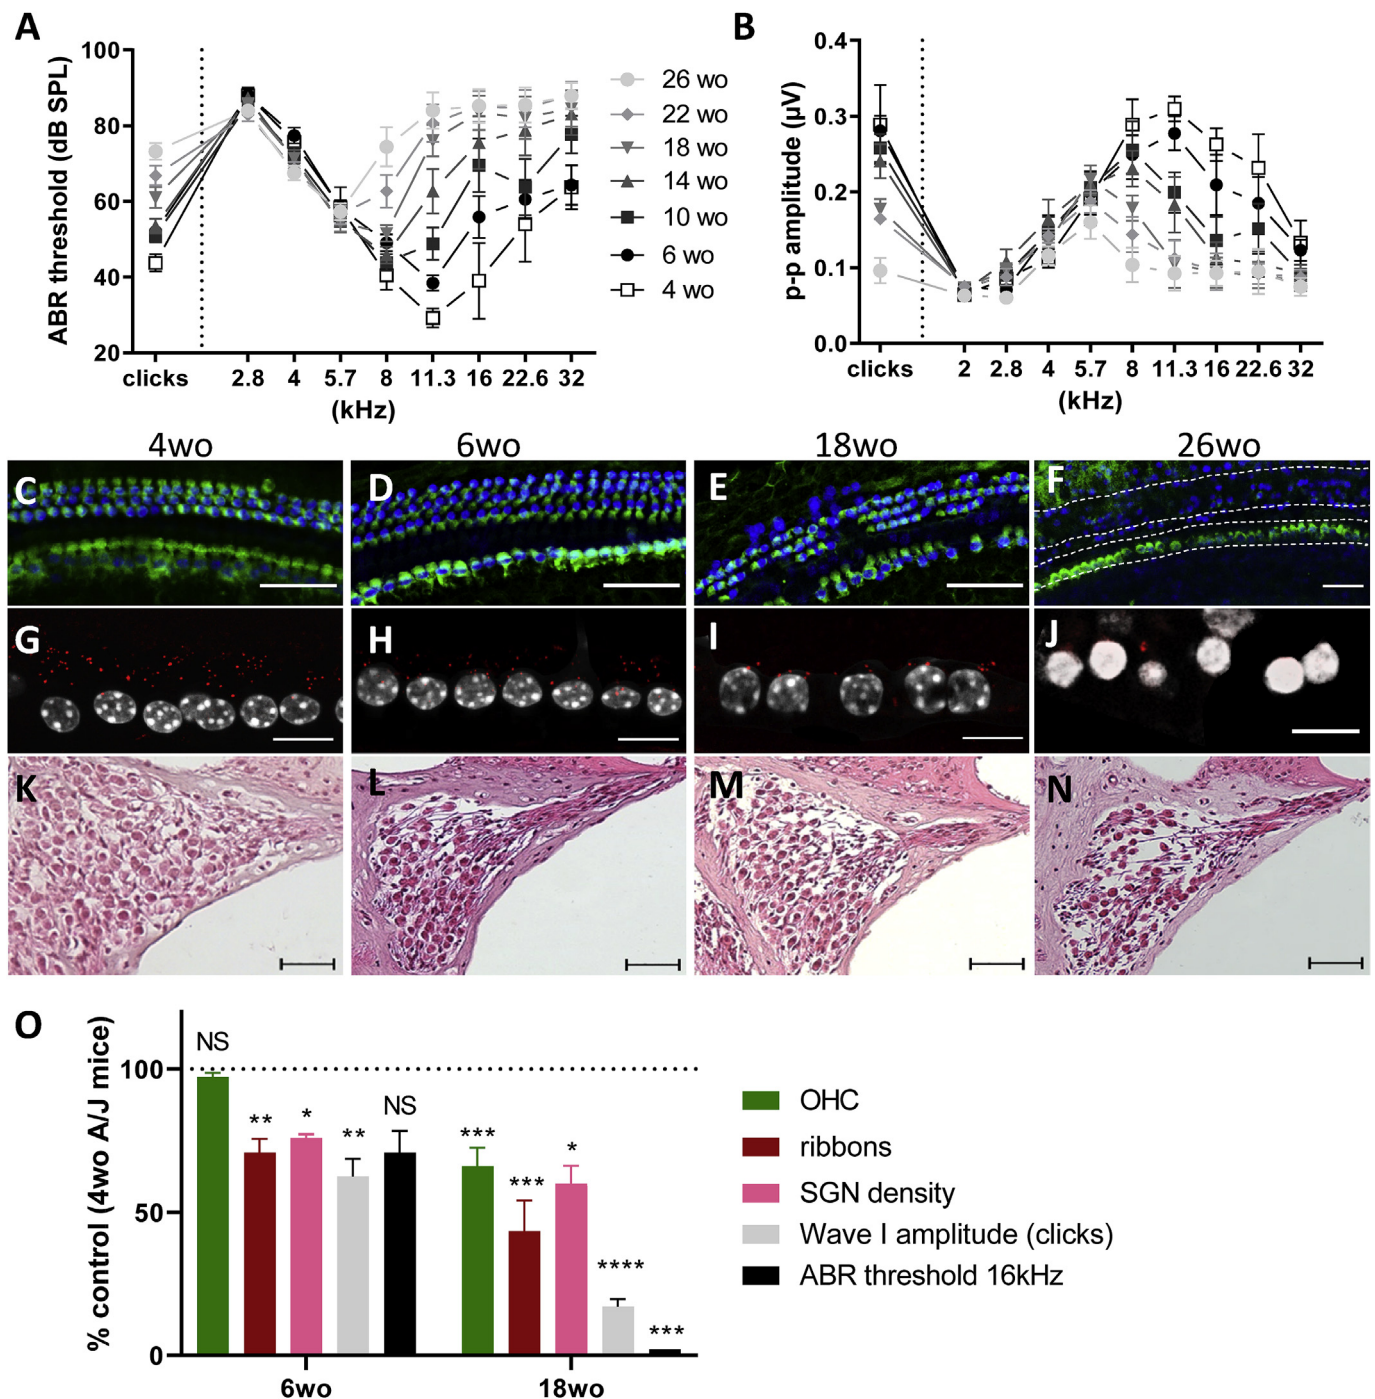 A
ABR threshold (dB SPL)
100
80
60
40
20
clicks 2.8 4 5.7 8 11.3 16 22.6 32
(kHz)
26 wo
22 wo
18 wo
14 wo
10 wo
6 wo
4 wo
B
p-p amplitude (µV)
0.4
0.3
0.2
0.1
0.0
clicks 2 2.8 4 5.7 8 11.3 16 22.6 32
(kHz)
4wo 6wo 18wo 26wo
C D E F
G H I J
K L M N
O
% control (4wo A/J mice)
100
50
0
NS ** * ** NS
*** *** * **** ***
6wo 18wo
OHC
ribbons
SGN density
Wave I amplitude (clicks)
ABR threshold 16kHz